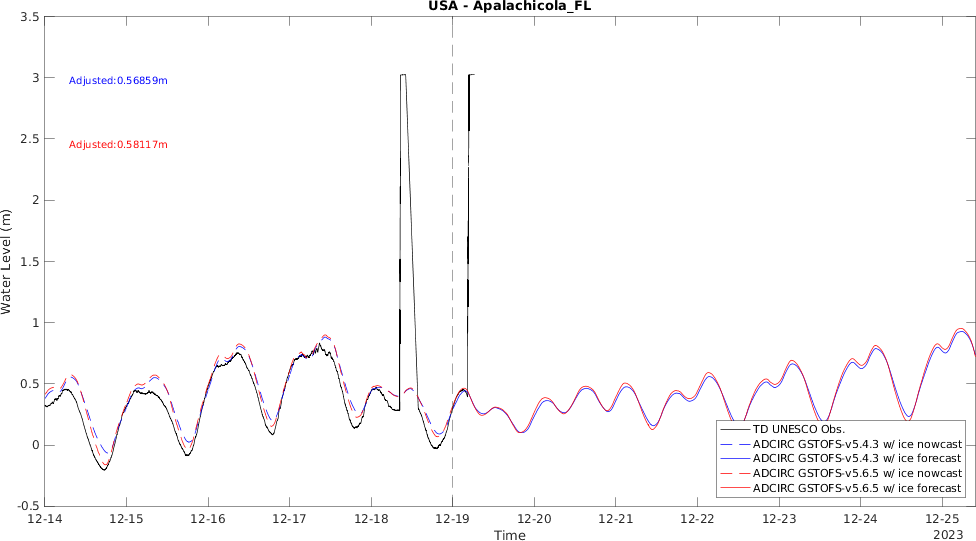 USA - Apalachicola_FL
3.5
3
2.5
2
1.5
1
0.5
0
-0.5
Water Level (m)
Adjusted:0.56859m
Adjusted:0.58117m
TD UNESCO Obs.
ADCIRC GSTOFS-v5.4.3 w/ ice nowcast
ADCIRC GSTOFS-v5.4.3 w/ ice forecast
ADCIRC GSTOFS-v5.6.5 w/ ice nowcast
ADCIRC GSTOFS-v5.6.5 w/ ice forecast
12-14 12-15 12-16 12-17 12-18 12-19 12-20 12-21 12-22 12-23 12-24 12-25
Time
2023